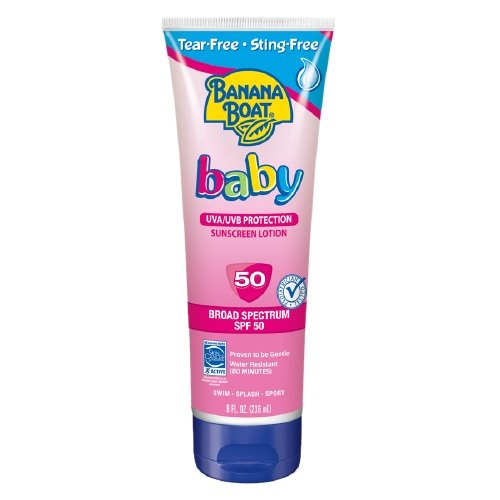 Tear-Free • Sting-Free
BANANA
BOAT®
baby
UVA/UVB PROTECTION
SUNSCREEN LOTION
50
BROAD SPECTRUM
SPF 50
Proven to be Gentle
Water Resistant
(80 MINUTES)
ACTIVE
SWIM • SPLASH • SPORT
8 FL. OZ. (236 mL)